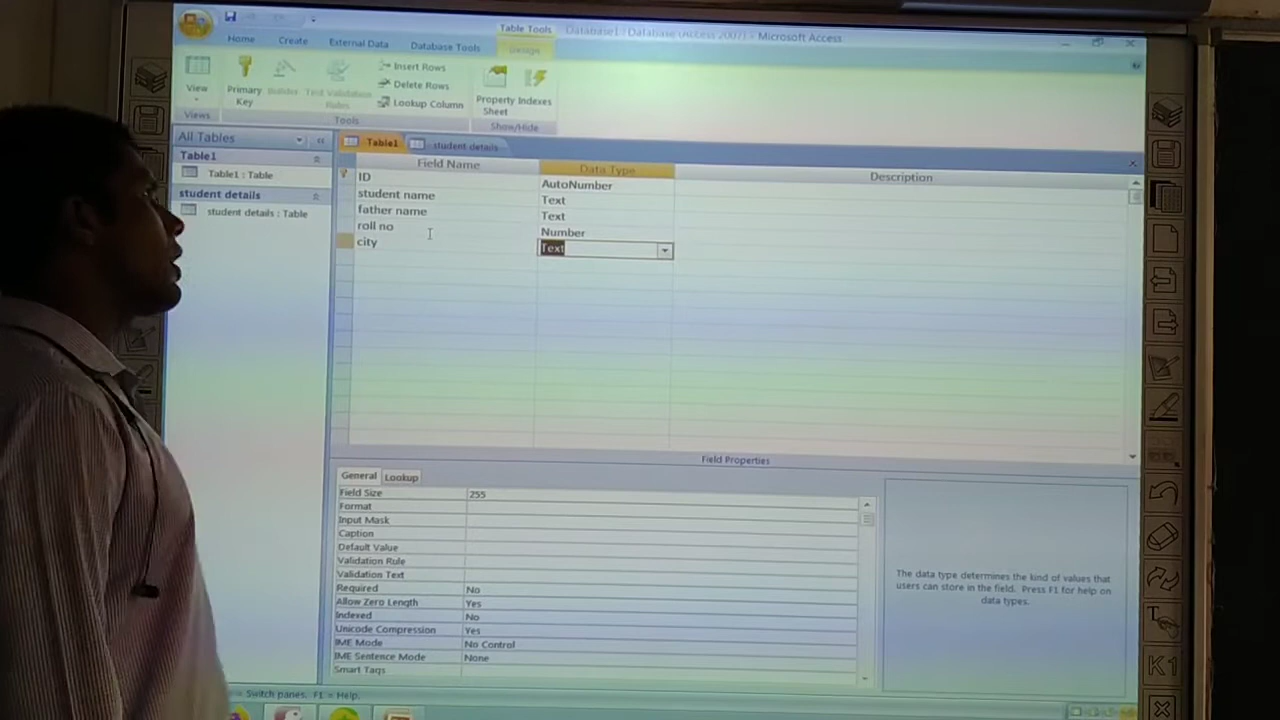 Table Tools
Database1 : Database (Access 2007) - Microsoft Access
Home
Create
External Data
Database Tools
Design
View
Primary Key
Builder
Test Validation Rules
Insert Rows
Delete Rows
Lookup Column
Property Sheet
Indexes
Views
Tools
Show/Hide
All Tables
Table1
Table1 : Table
student details
student details : Table
Table1
student details
Field Name
Data Type
Description
ID
AutoNumber
student name
Text
father name
Text
roll no
Number
city
Text
Field Properties
General
Lookup
Field Size
255
Format
Input Mask
Caption
Default Value
Validation Rule
Validation Text
Required
No
Allow Zero Length
Yes
Indexed
No
Unicode Compression
Yes
IME Mode
No Control
IME Sentence Mode
None
Smart Tags
The data type determines the kind of values that
users can store in the field. Press F1 for help on
data types.
= Switch panes. F1 = Help.
K1